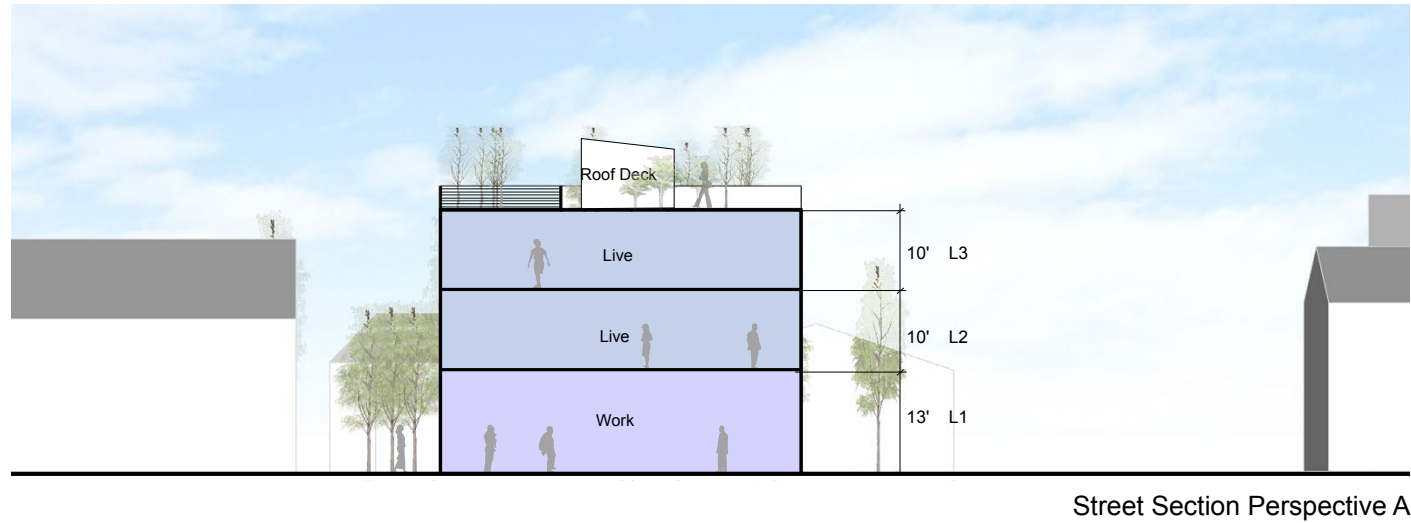 Roof Deck
Live
10' L3
Live
10' L2
Work
13' L1
Street Section Perspective A